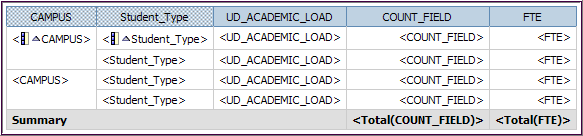 CAMPUS Student_Type UD_ACADEMIC_LOAD COUNT_FIELD FTE
<CAMPUS> <Student_Type> <UD_ACADEMIC_LOAD> <COUNT_FIELD> <FTE>
<Student_Type> <UD_ACADEMIC_LOAD> <COUNT_FIELD> <FTE>
<CAMPUS> <Student_Type> <UD_ACADEMIC_LOAD> <COUNT_FIELD> <FTE>
<Student_Type> <UD_ACADEMIC_LOAD> <COUNT_FIELD> <FTE>
Summary <Total(COUNT_FIELD)> <Total(FTE)>